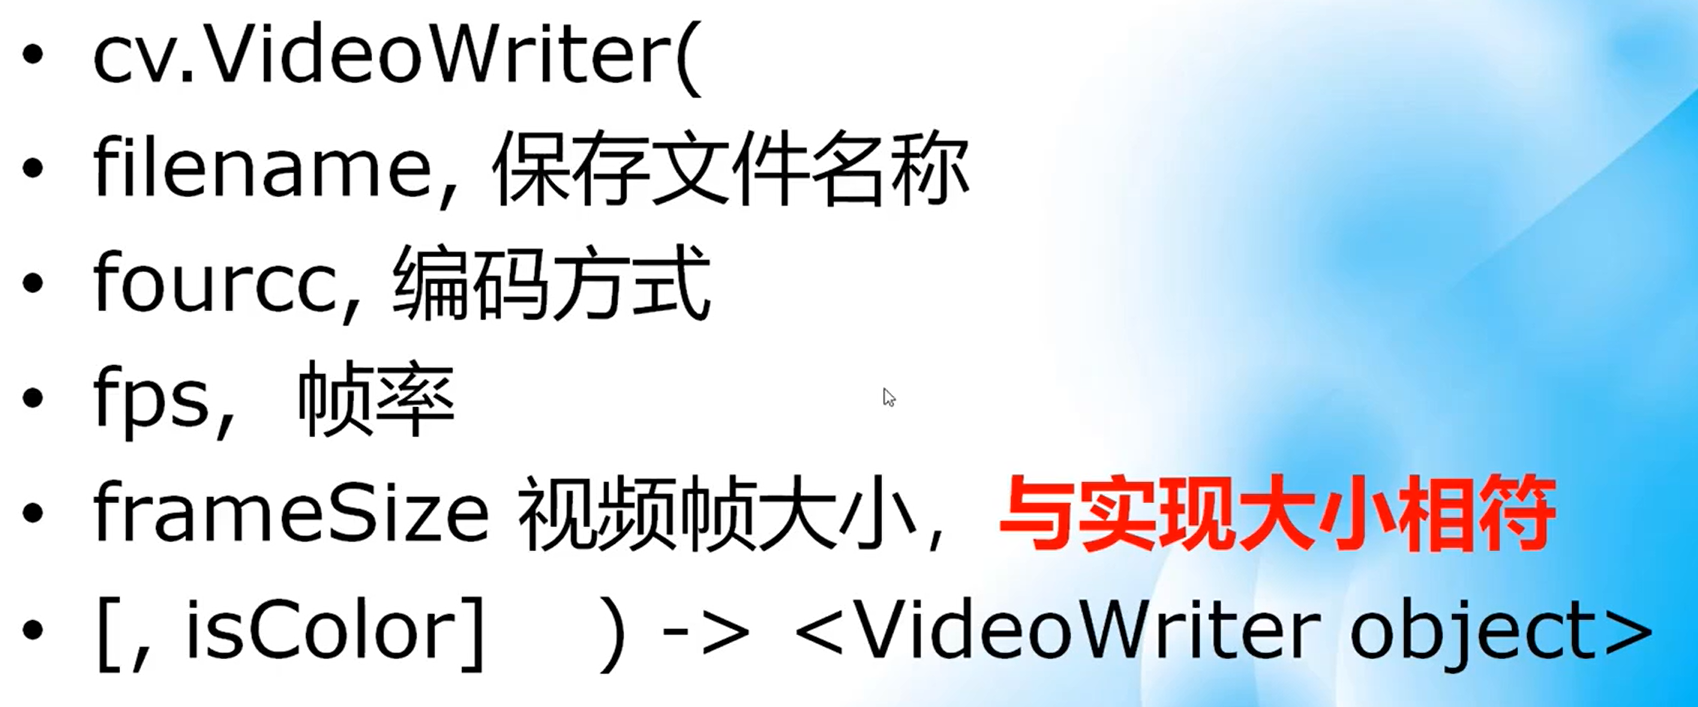 • cv.VideoWriter(
• filename, 保存文件名称
• fourcc, 编码方式
• fps, 帧率
• frameSize 视频帧大小，与实现大小相符
• [, isColor] ) -> <VideoWriter object>